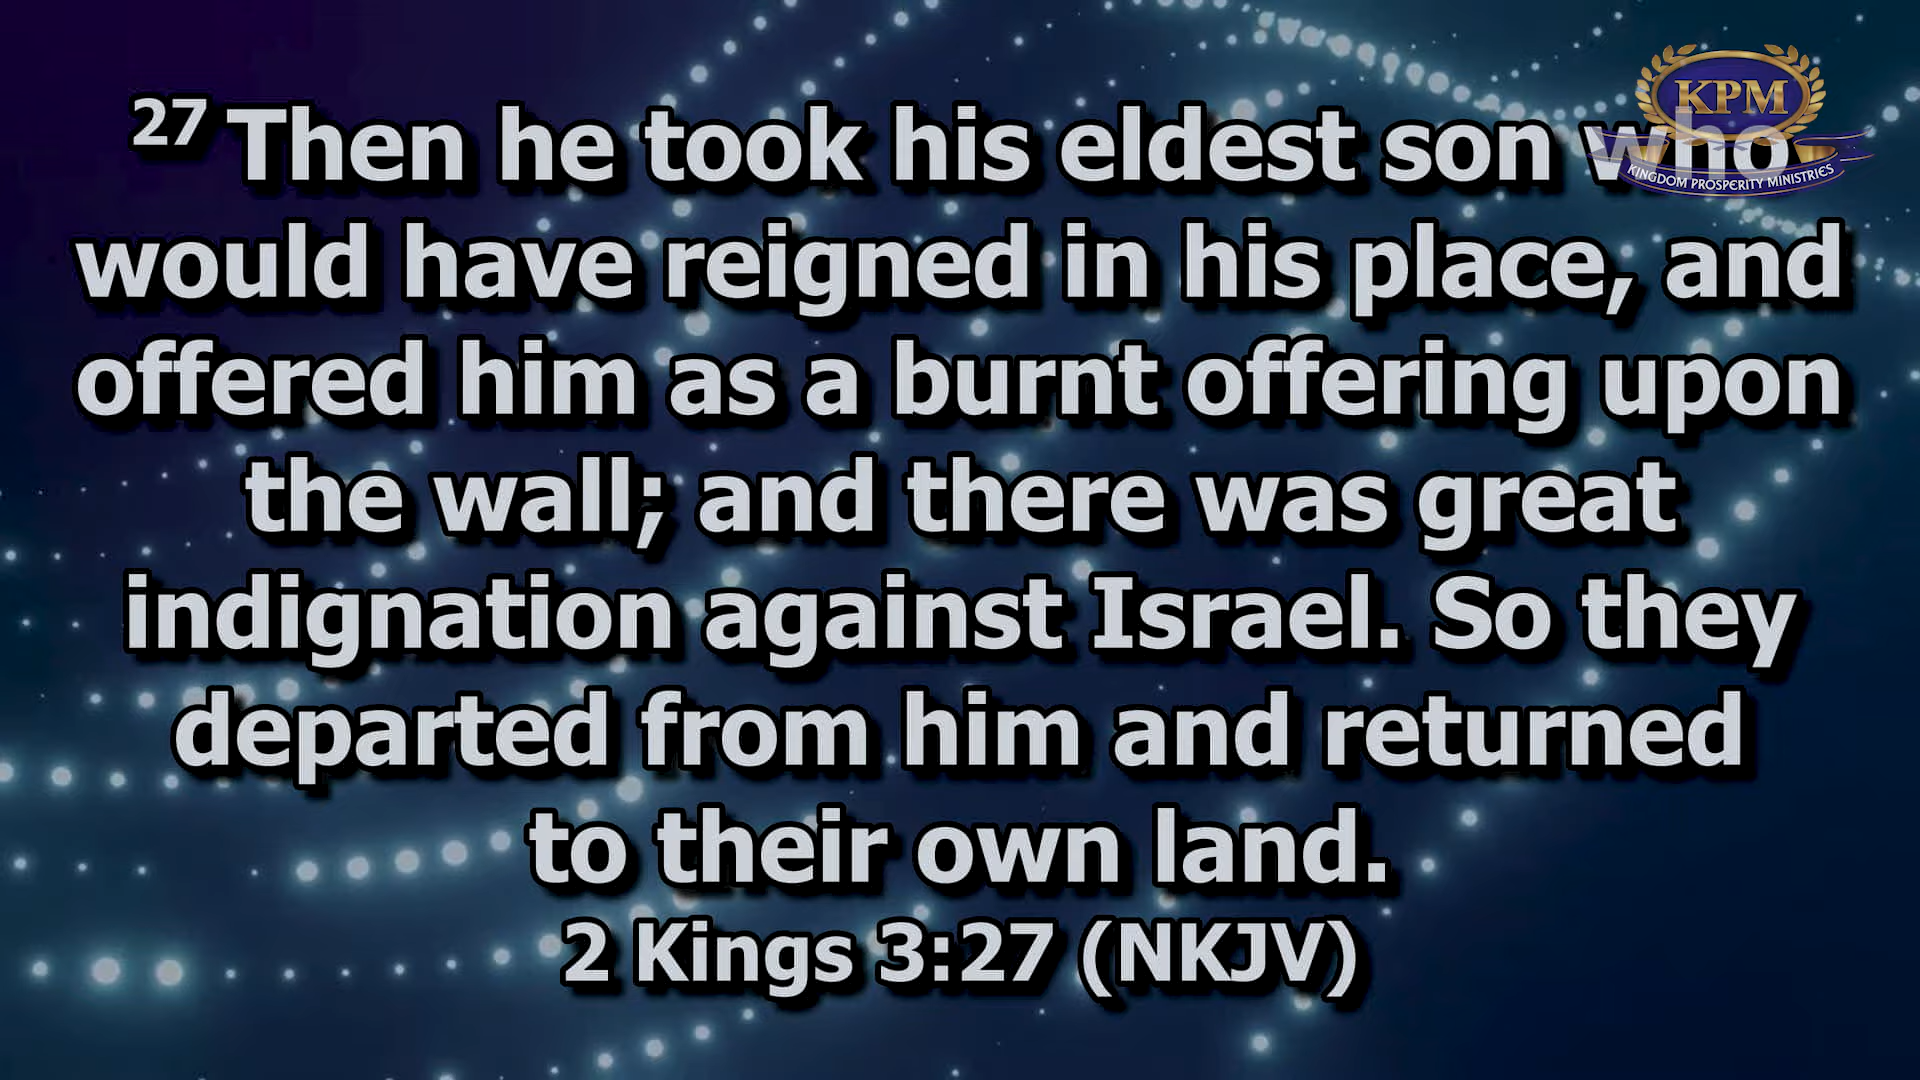 KPM
KINGDOM PROSPERITY MINISTRIES
27 Then he took his eldest son who
would have reigned in his place, and
offered him as a burnt offering upon
the wall; and there was great
indignation against Israel. So they
departed from him and returned
to their own land.
2 Kings 3:27 (NKJV)